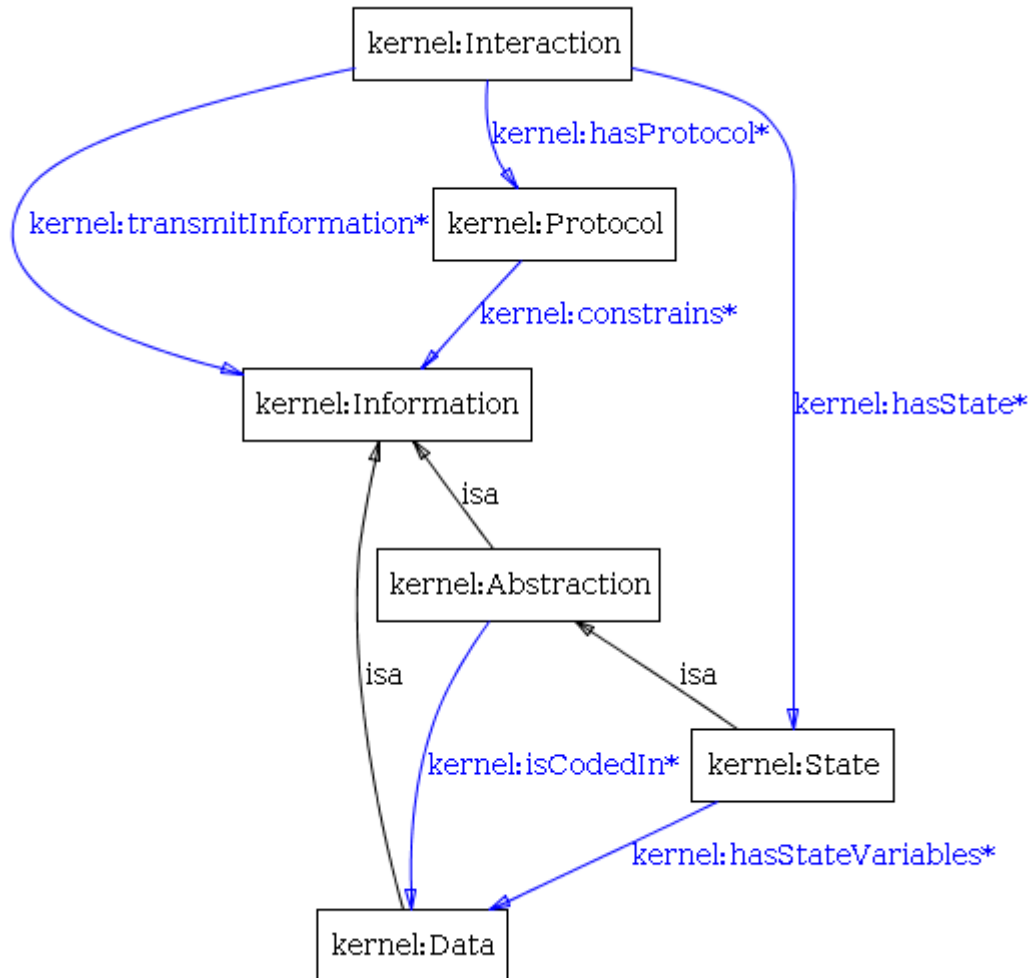 kernel:Interaction
kernel:hasProtocol*
kernel:transmitInformation*
kernel:Protocol
kernel:constrains*
kernel:Information
kernel:hasState*
isa
kernel:Abstraction
isa
isa
kernel:isCodedIn*
kernel:State
kernel:hasStateVariables*
kernel:Data